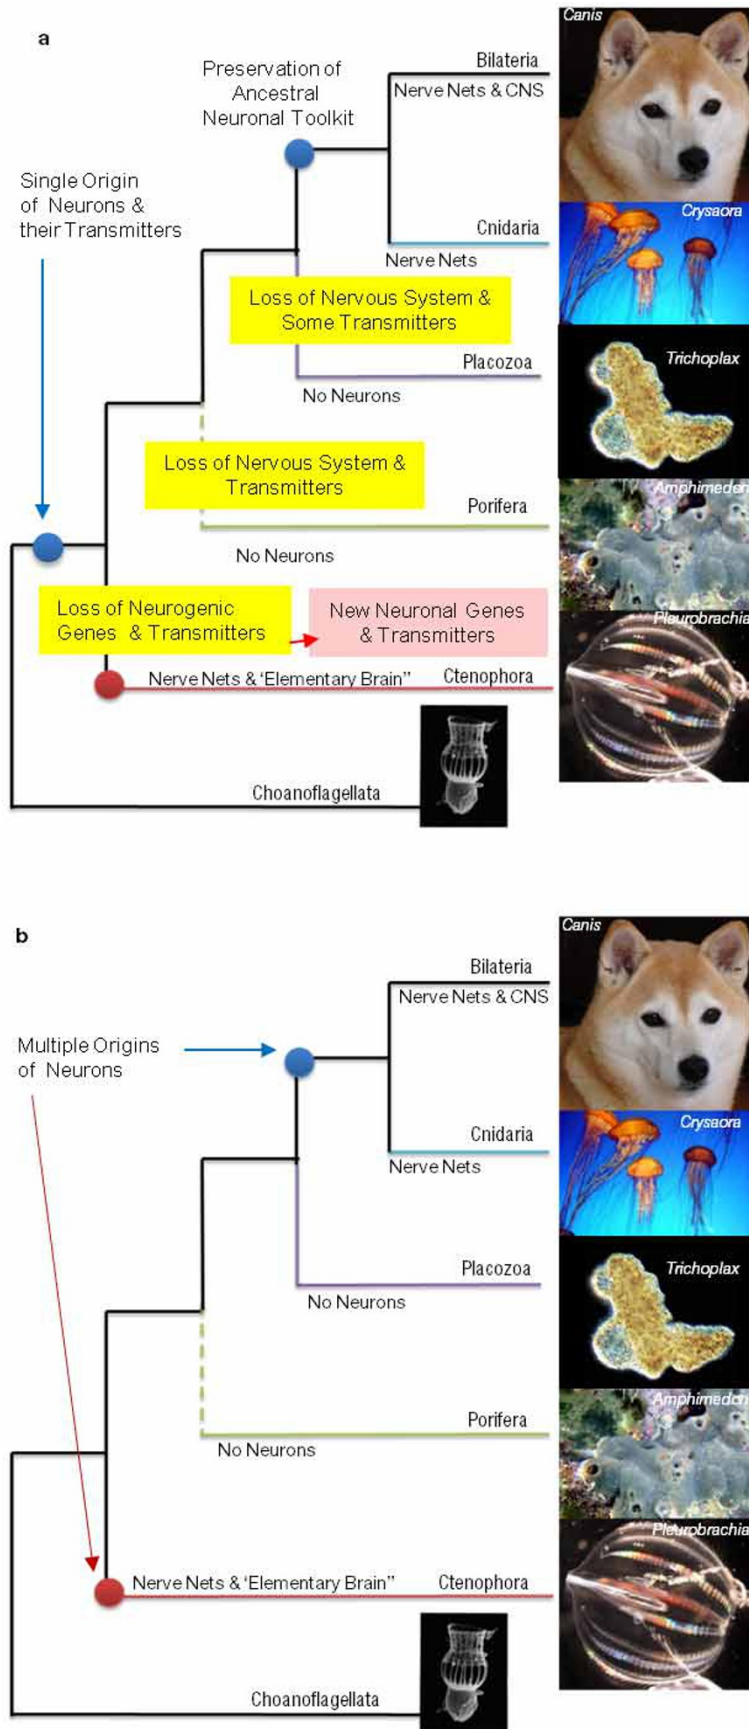 a
Canis
Bilateria
Preservation of
Ancestral
Neuronal Toolkit
Nerve Nets & CNS
Single Origin
of Neurons &
their Transmitters
Crysaora
Cnidaria
Nerve Nets
Loss of Nervous System &
Some Transmitters
Trichoplax
Placozoa
No Neurons
Loss of Nervous System &
Transmitters
Amphimedon
Porifera
No Neurons
Loss of Neurogenic
Genes & Transmitters
New Neuronal Genes
& Transmitters
Pleurobrachia
Nerve Nets & ‘Elementary Brain”
Ctenophora
Choanoflagellata
b
Canis
Bilateria
Nerve Nets & CNS
Multiple Origins
of Neurons
Crysaora
Cnidaria
Nerve Nets
Trichoplax
Placozoa
No Neurons
Amphimedon
Porifera
No Neurons
Pleurobrachia
Nerve Nets & ‘Elementary Brain”
Ctenophora
Choanoflagellata